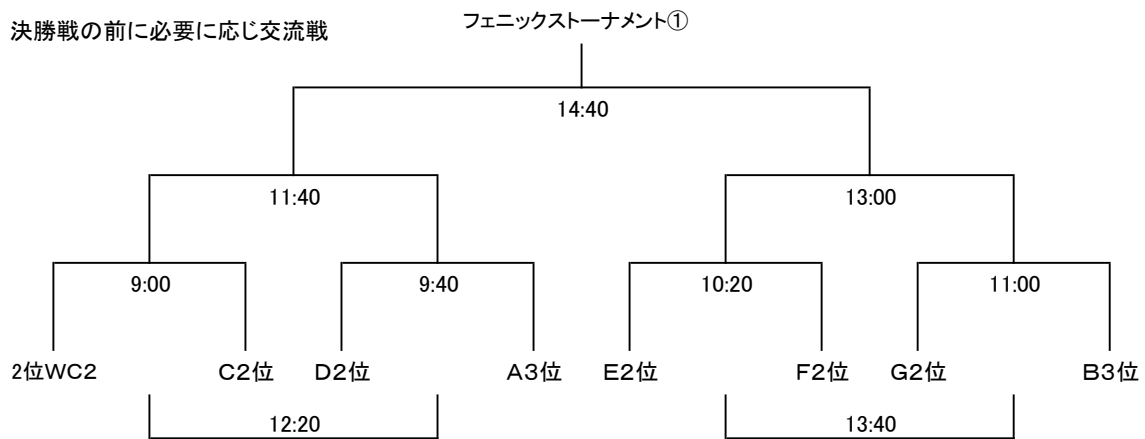 フェニックストーナメント①
決勝戦の前に必要に応じ交流戦
14:40
11:40
13:00
9:00
9:40
10:20
11:00
2位WC2
C2位
D2位
A3位
E2位
F2位
G2位
B3位
12:20
13:40